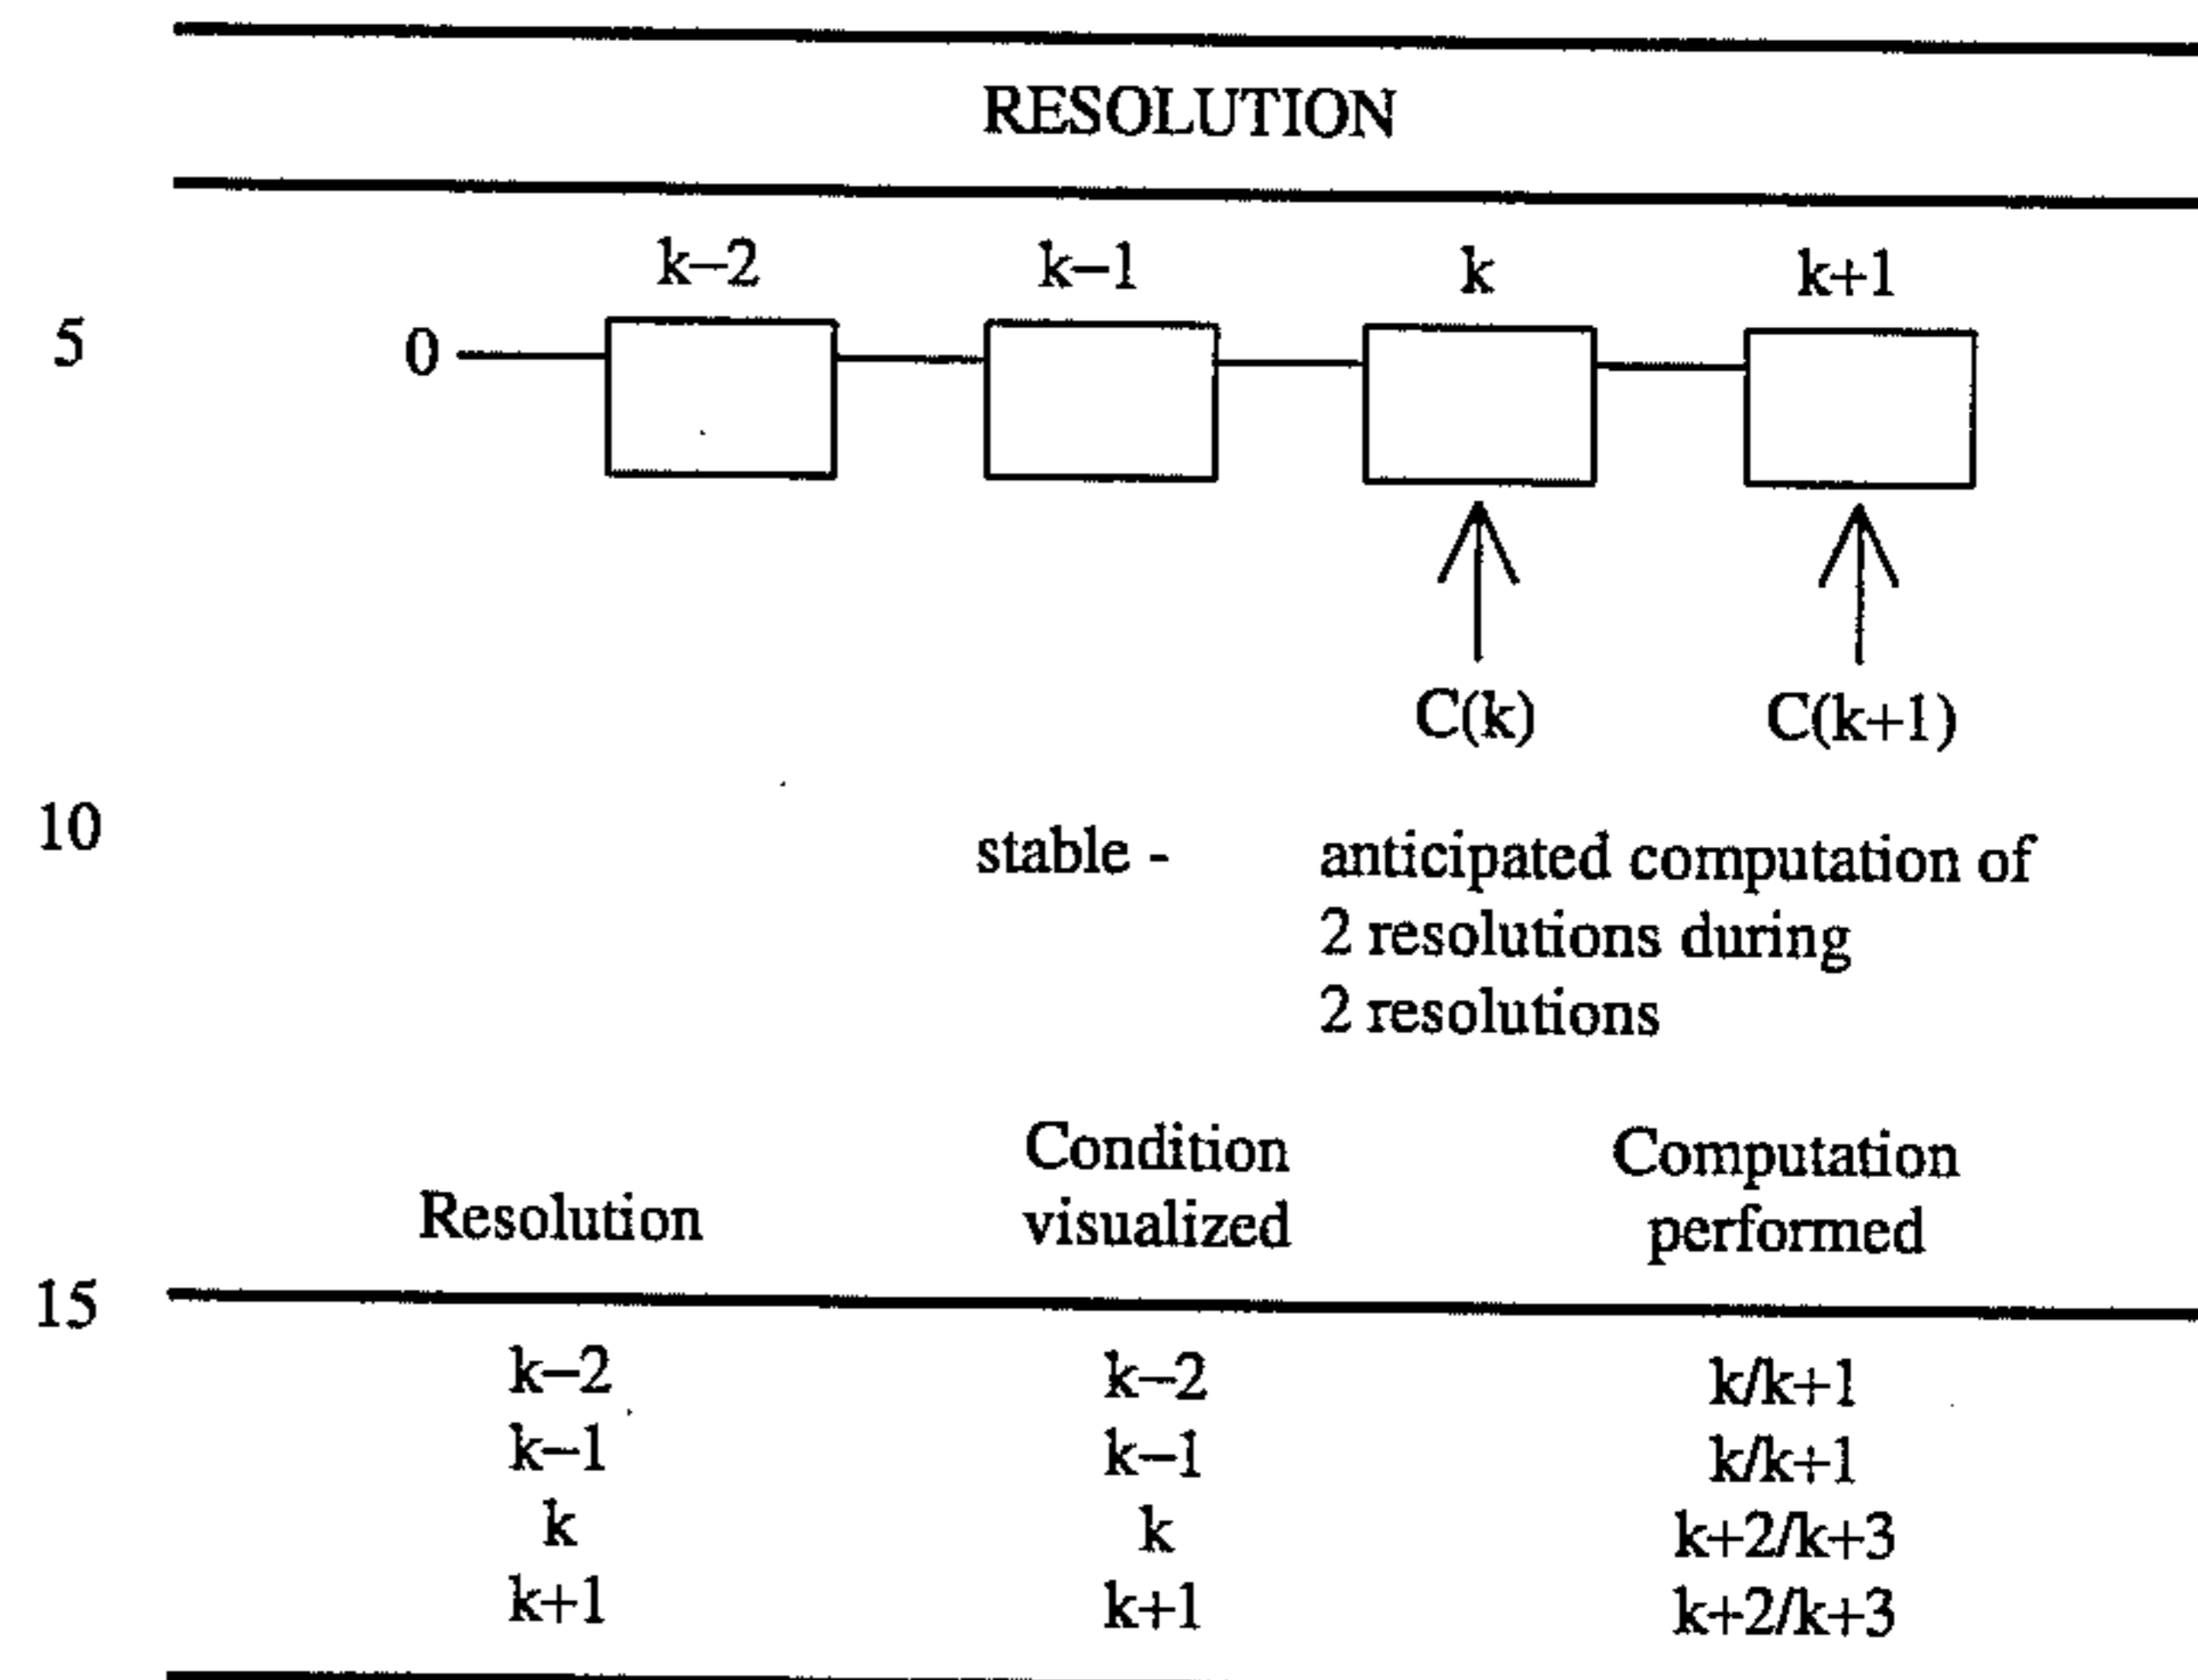 RESOLUTION
k–2 k–1 k k+1
5 0
C(k) C(k+1)
10
stable - anticipated computation of
2 resolutions during
2 resolutions
Condition Computation
Resolution visualized performed
15
k–2 k–2 k/k+1
k–1 k–1 k/k+1
k k k+2/k+3
k+1 k+1 k+2/k+3